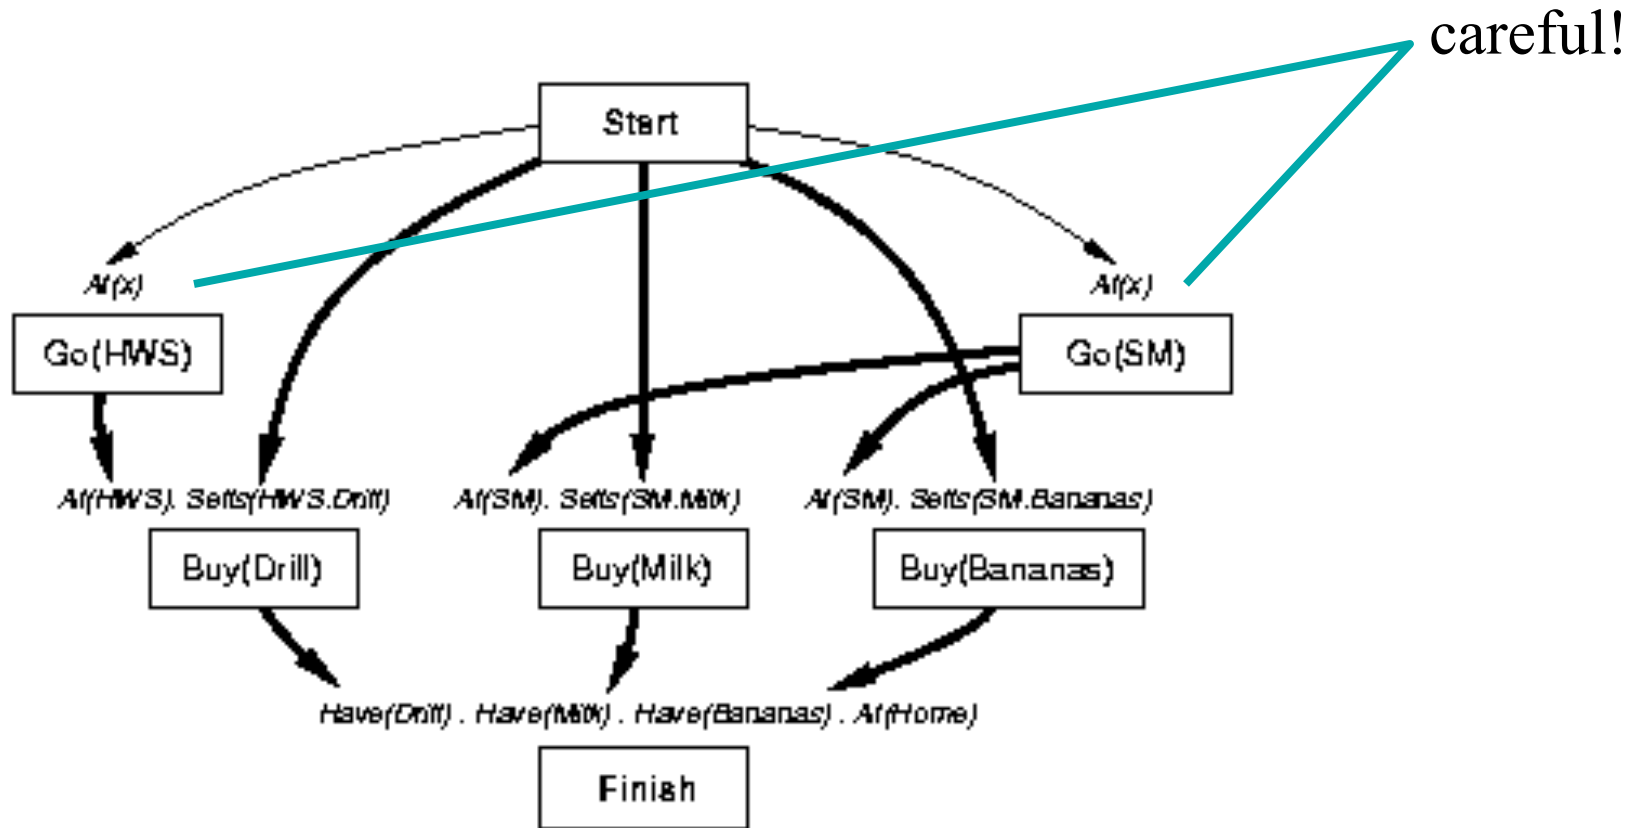 careful!
Start
At(x) At(x)
Go(HWS) Go(SM)
At(HWS). Sells(HWS.Drill) At(SM). Sells(SM.Milk) At(SM). Sells(SM.Bananas)
Buy(Drill) Buy(Milk) Buy(Bananas)
Have(Drill) . Have(Milk) . Have(Bananas) . At(Home)
Finish